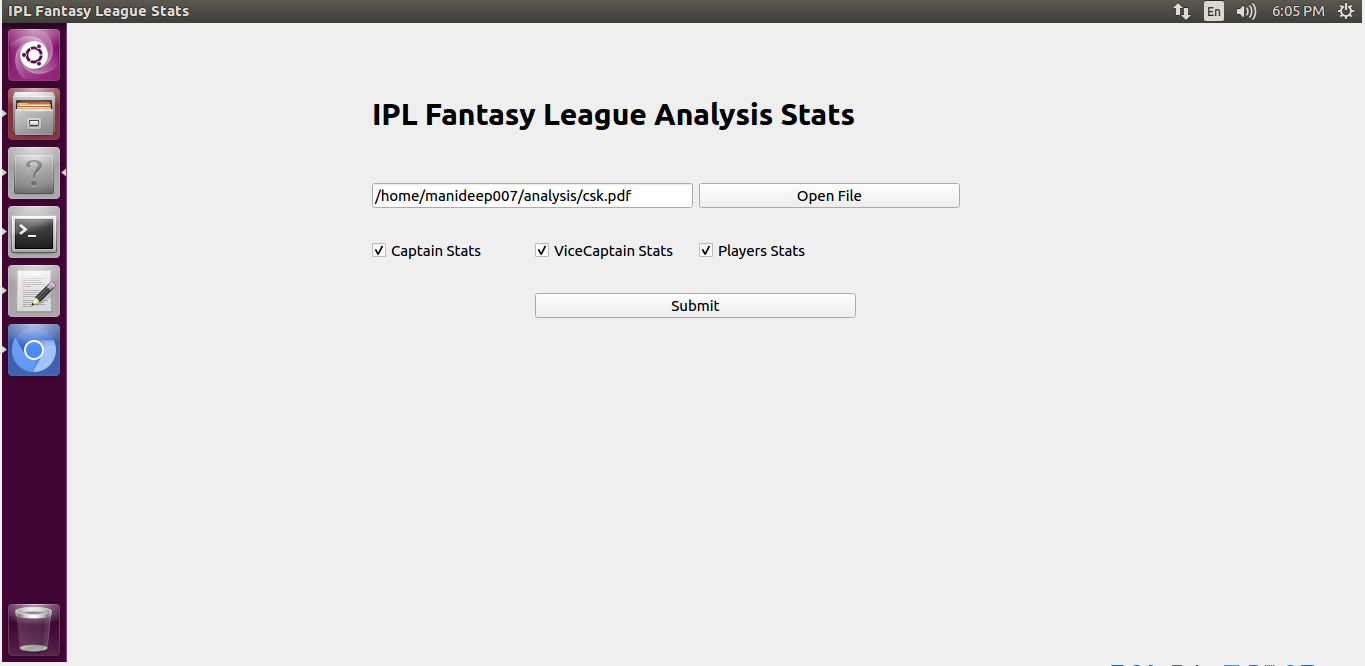 IPL Fantasy League Stats
En
6:05 PM
IPL Fantasy League Analysis Stats
/home/manideep007/analysis/csk.pdf Open File
Captain Stats ViceCaptain Stats Players Stats
Submit